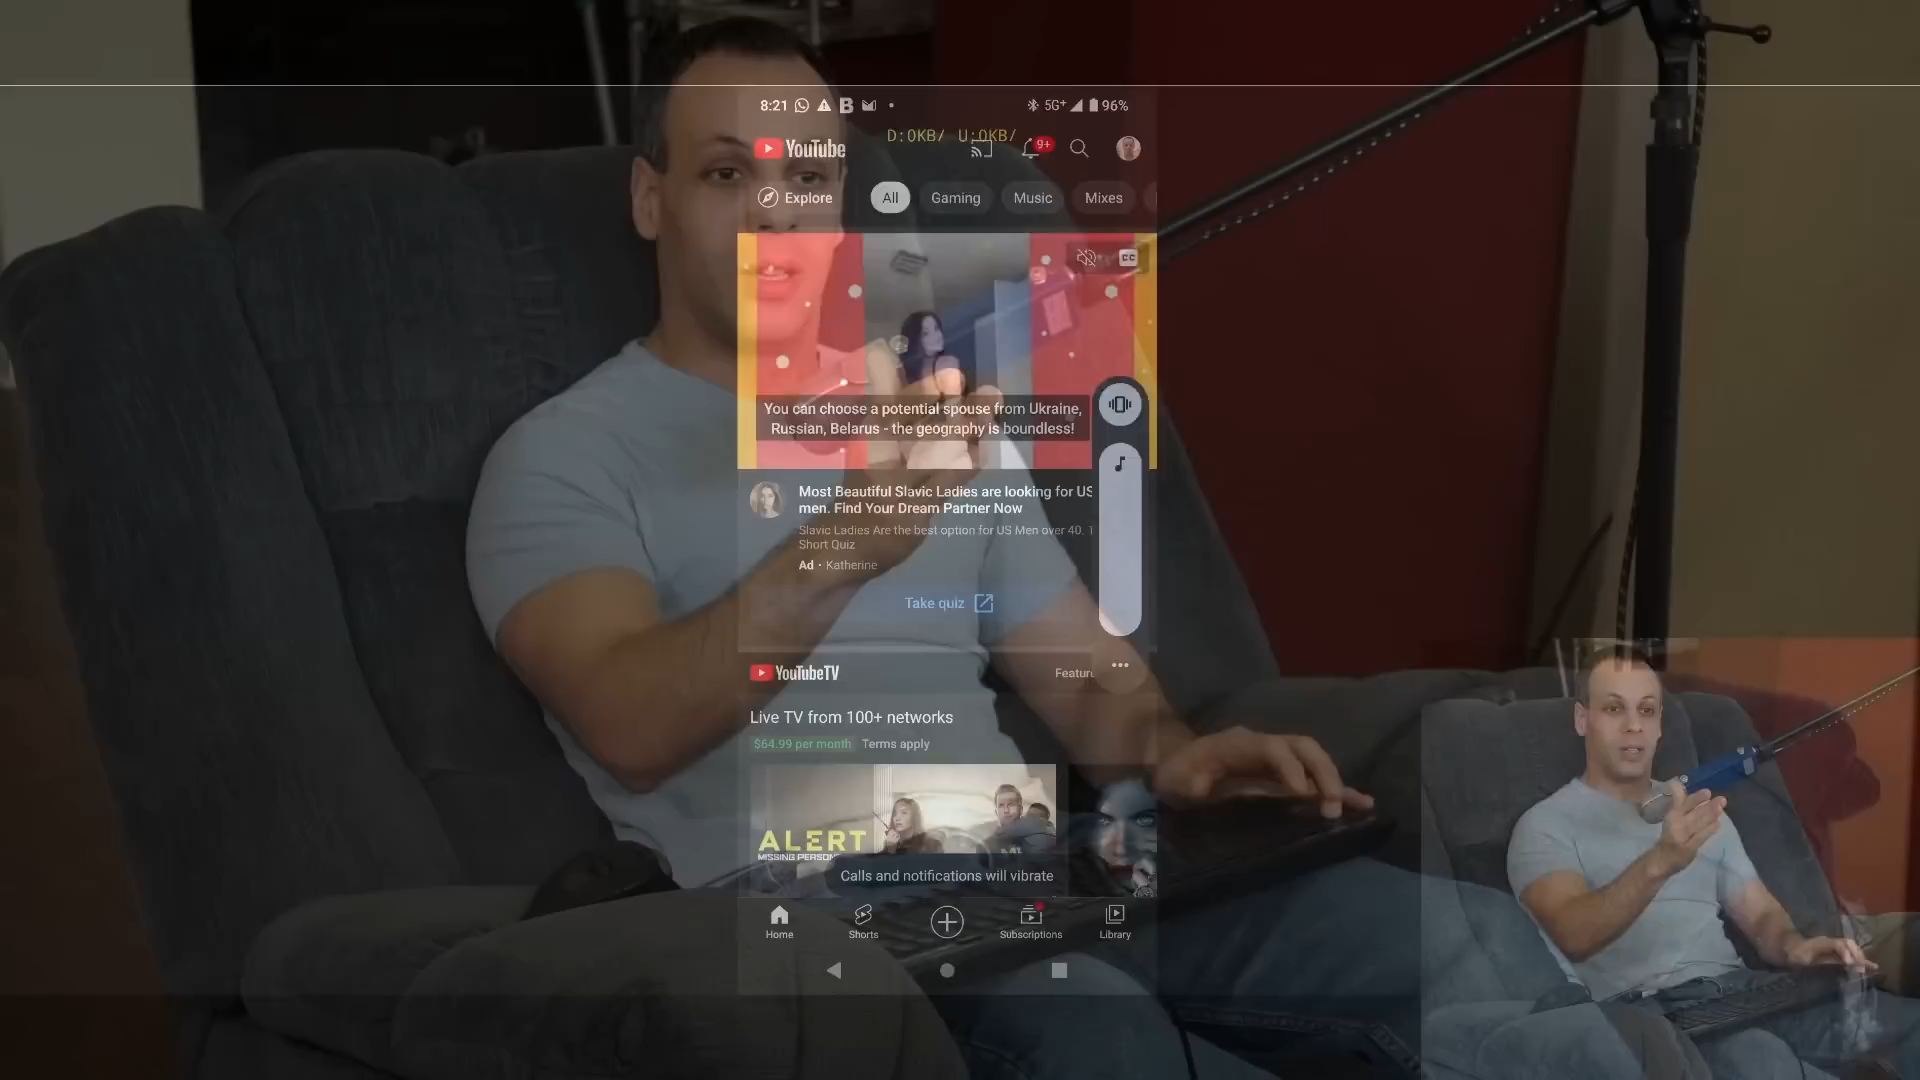 8:21 5G+ 96%
D:0KB/ U:0KB/
YouTube 9+
Explore All Gaming Music Mixes
CC
You can choose a potential spouse from Ukraine,
Russian, Belarus - the geography is boundless!
Most Beautiful Slavic Ladies are looking for US
men. Find Your Dream Partner Now
Slavic Ladies Are the best option for US Men over 40. T
Short Quiz
Ad · Katherine
Take quiz
YouTubeTV Featur
Live TV from 100+ networks
$64.99 per month Terms apply
ALERT
MISSING PERSON
Calls and notifications will vibrate
Home Shorts Subscriptions Library